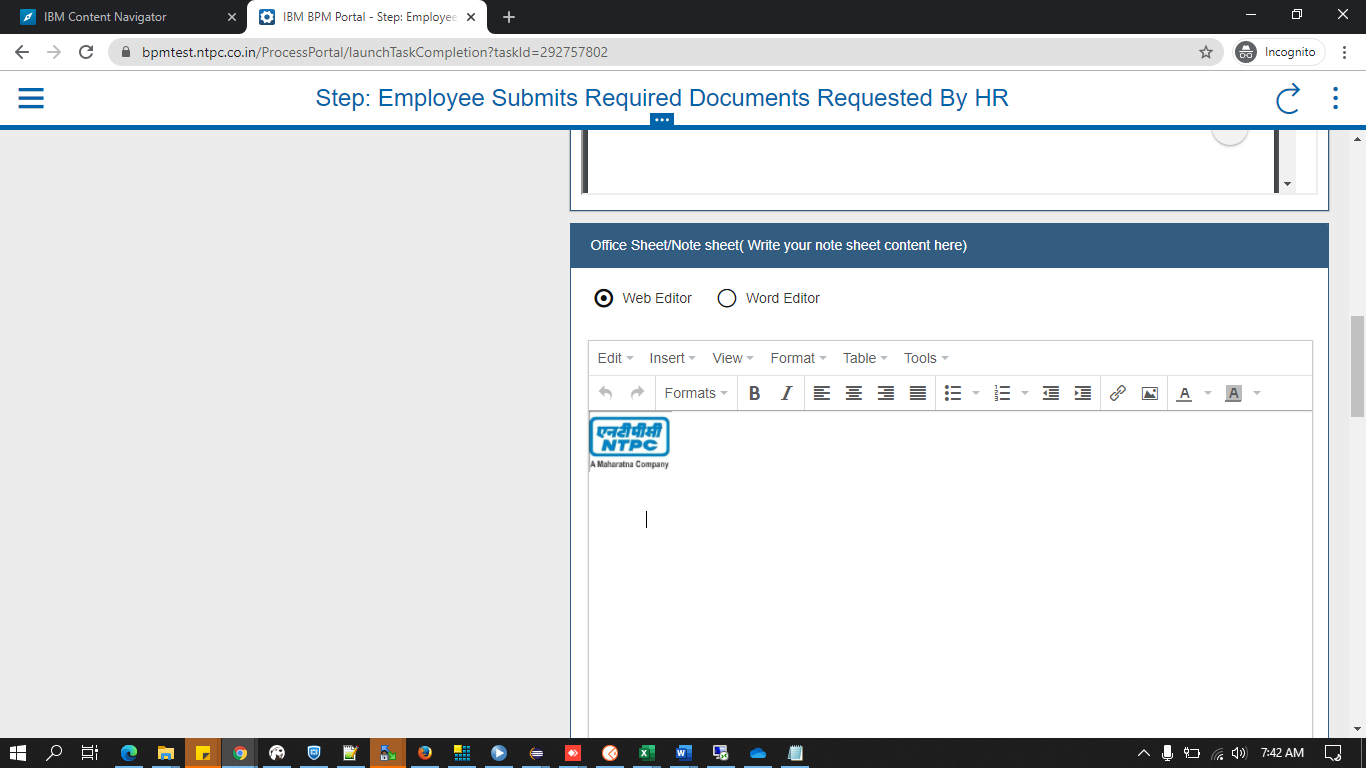 IBM Content Navigator
IBM BPM Portal - Step: Employee
bpmtest.ntpc.co.in/ProcessPortal/launchTaskCompletion?taskId=292757802
Incognito
Step: Employee Submits Required Documents Requested By HR
Office Sheet/Note sheet( Write your note sheet content here)
Web Editor Word Editor
Edit Insert View Format Table Tools
Formats B I A A
एनटीपीसी
NTPC
A Maharatna Company
7:42 AM